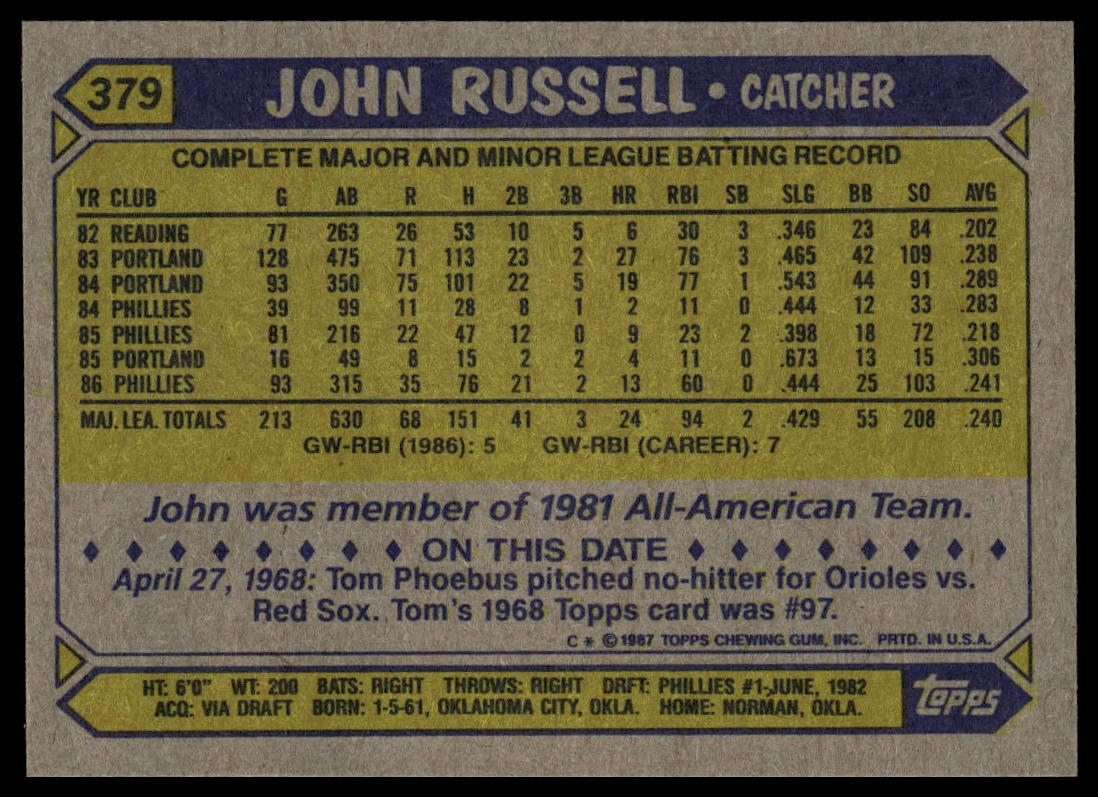 379 JOHN RUSSELL • CATCHER
COMPLETE MAJOR AND MINOR LEAGUE BATTING RECORD
YR CLUB G AB R H 2B 3B HR RBI SB SLG BB SO AVG
82 READING 77 263 26 53 10 5 6 30 3 .346 23 84 .202
83 PORTLAND 128 475 71 113 23 2 27 76 3 .465 42 109 .238
84 PORTLAND 93 350 75 101 22 5 19 77 1 .543 44 91 .289
84 PHILLIES 39 99 11 28 8 1 2 11 0 .444 12 33 .283
85 PHILLIES 81 216 22 47 12 0 9 23 2 .398 18 72 .218
85 PORTLAND 16 49 8 15 2 2 4 11 0 .673 13 15 .306
86 PHILLIES 93 315 35 76 21 2 13 60 0 .444 25 103 .241
MAJ. LEA. TOTALS 213 630 68 151 41 3 24 94 2 .429 55 208 .240
GW-RBI (1986): 5 GW-RBI (CAREER): 7
John was member of 1981 All-American Team.
ON THIS DATE
April 27, 1968: Tom Phoebus pitched no-hitter for Orioles vs.
Red Sox. Tom's 1968 Topps card was #97.
C * © 1987 TOPPS CHEWING GUM, INC. PRTD. IN U.S.A.
HT: 6'0" WT: 200 BATS: RIGHT THROWS: RIGHT DRFT: PHILLIES #1-JUNE, 1982
ACQ: VIA DRAFT BORN: 1-5-61, OKLAHOMA CITY, OKLA. HOME: NORMAN, OKLA.
Topps